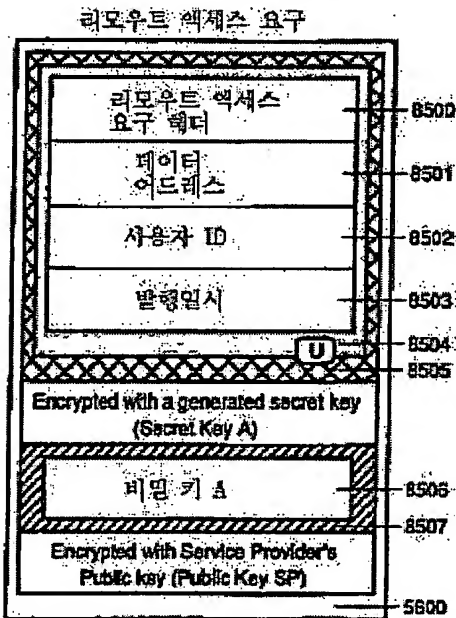 리모우트 액세스 요구
리모우트 액세스
요구 헤더
8500
데이터
어드레스
8501
사용자 ID
8502
발행일시
8503
U
8504
8505
Encrypted with a generated secret key
(Secret Key A)
비밀 키 A
8506
8507
Encrypted with Service Provider's
Public key (Public Key SP)
5600